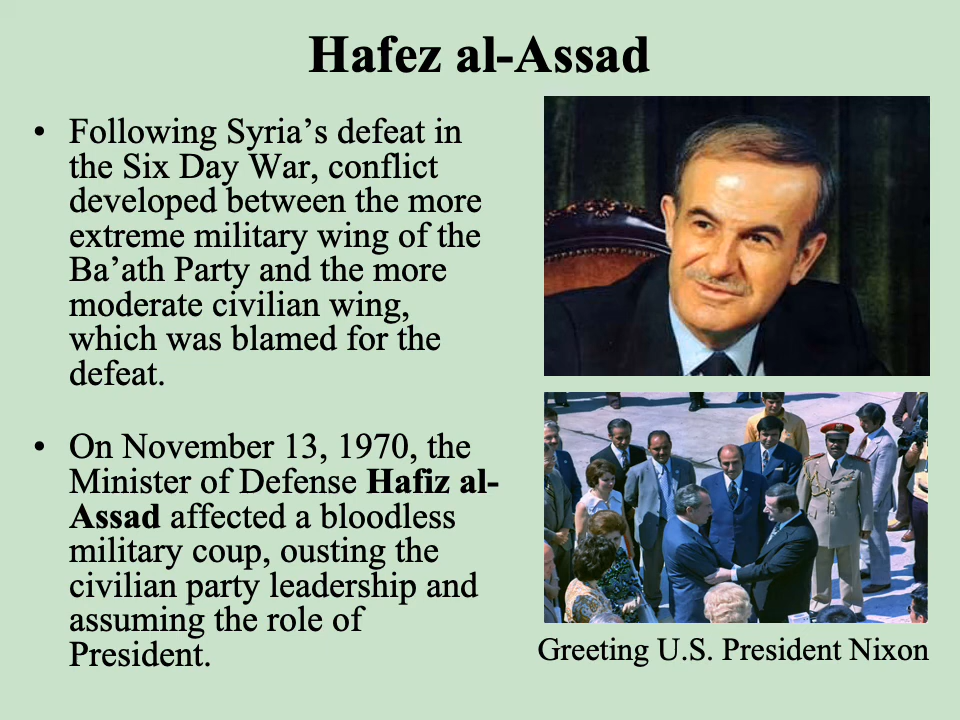 Hafez al-Assad
• Following Syria’s defeat in
the Six Day War, conflict
developed between the more
extreme military wing of the
Ba’ath Party and the more
moderate civilian wing,
which was blamed for the
defeat.
• On November 13, 1970, the
Minister of Defense Hafiz al-
Assad affected a bloodless
military coup, ousting the
civilian party leadership and
assuming the role of
President.
Greeting U.S. President Nixon